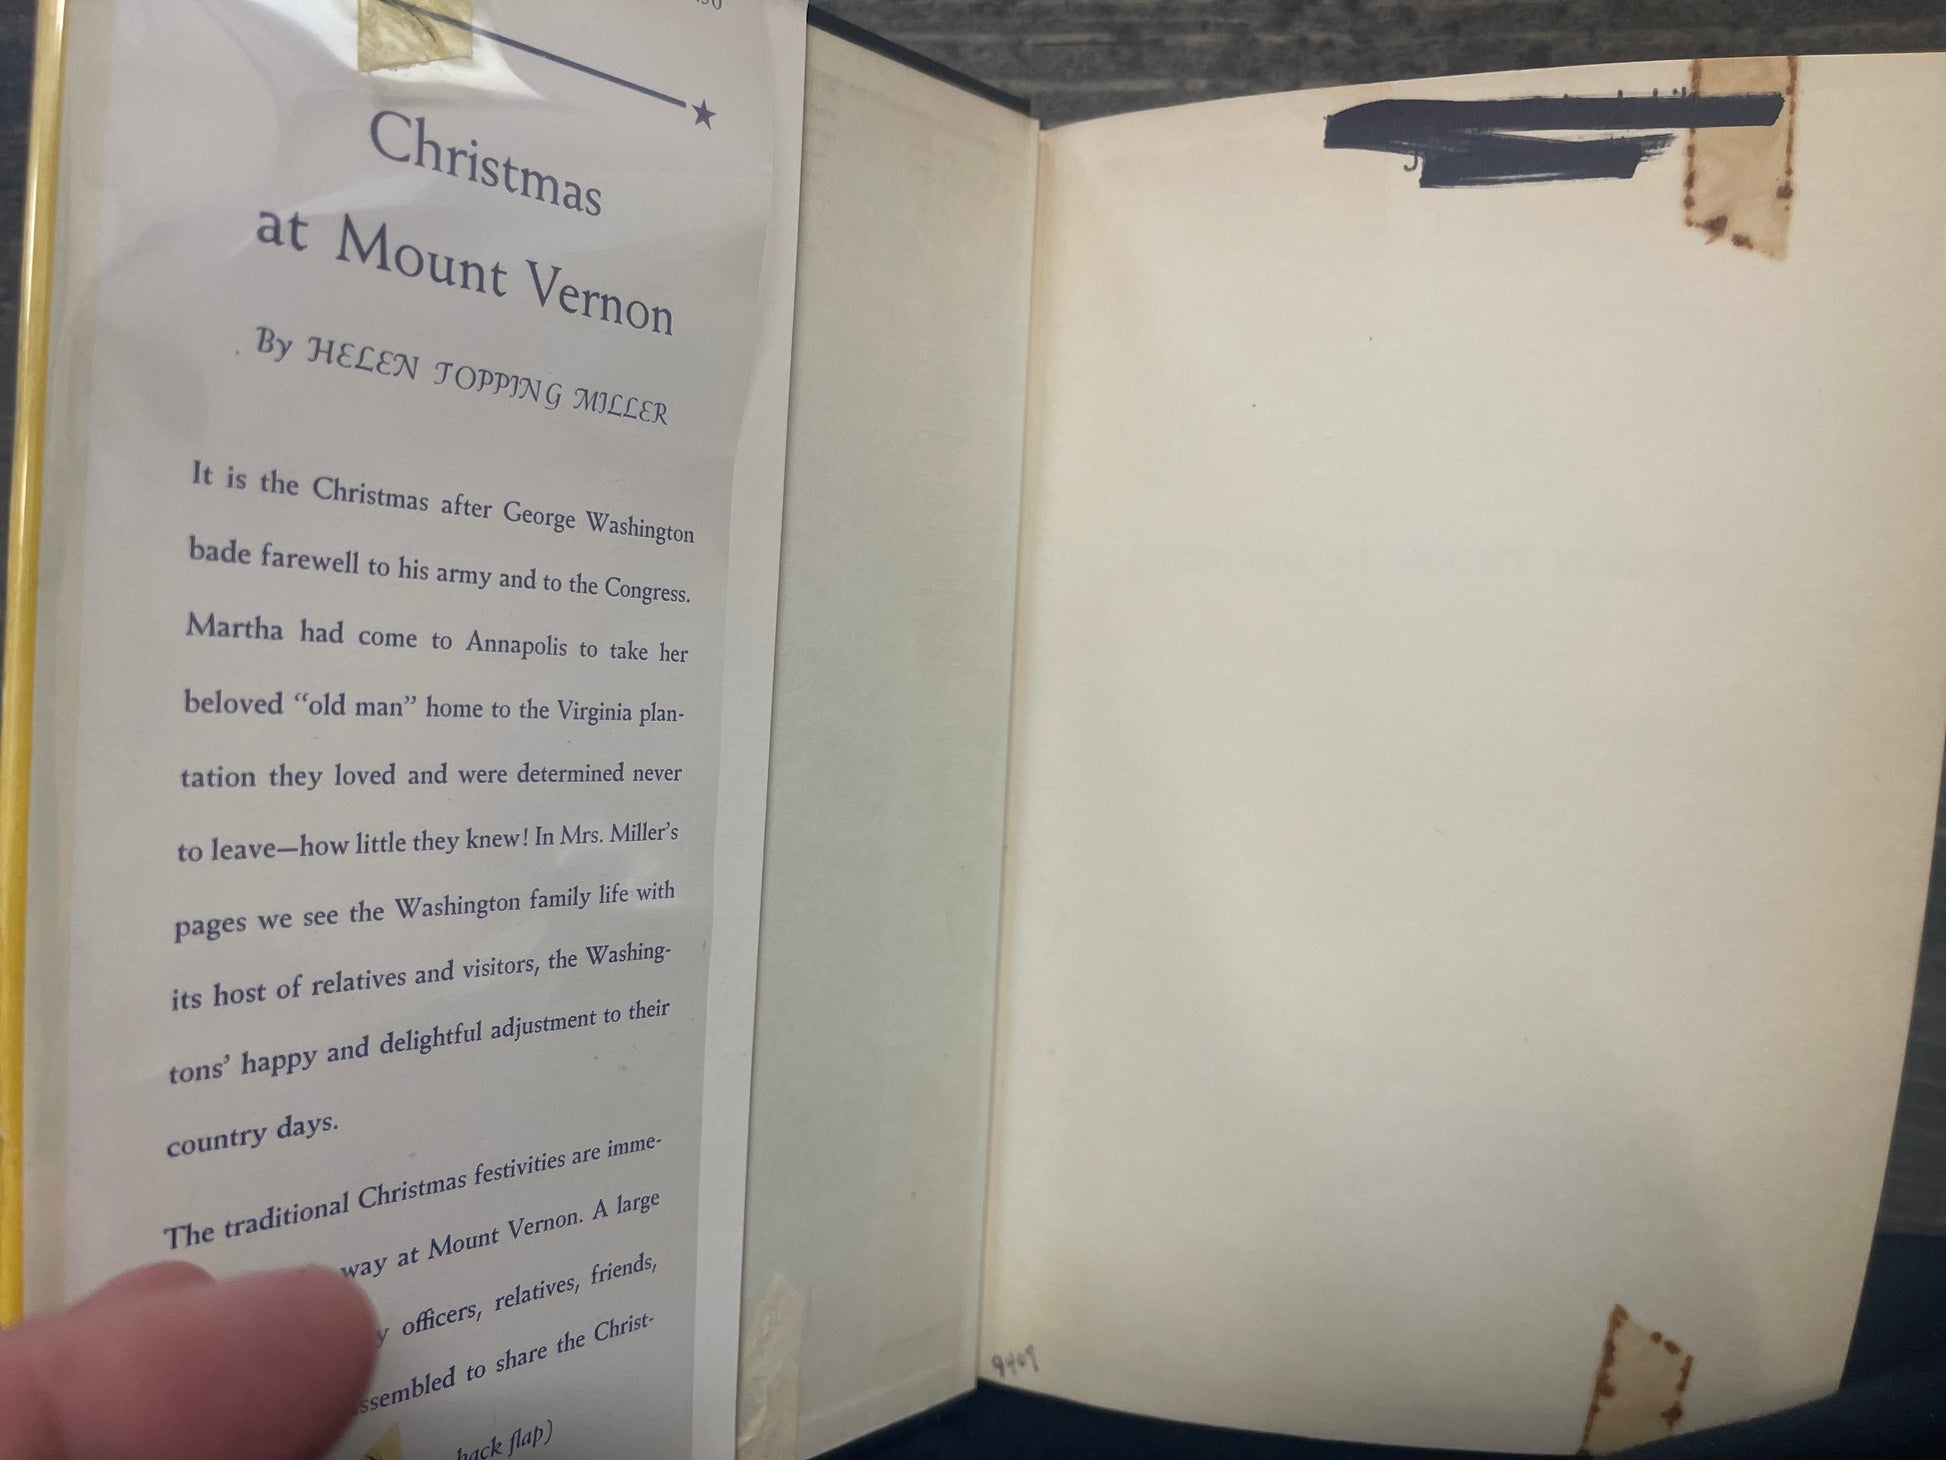 Christmas
at Mount Vernon
By HELEN TOPPING MILLER
It is the Christmas after George Washington
bade farewell to his army and to the Congress.
Martha had come to Annapolis to take her
beloved “old man” home to the Virginia plan-
tation they loved and were determined never
to leave—how little they knew! In Mrs. Miller’s
pages we see the Washington family life with
its host of relatives and visitors, the Washing-
tons’ happy and delightful adjustment to their
country days.
The traditional Christmas festivities are imme-
way at Mount Vernon. A large
officers, relatives, friends,
ssembled to share the Christ-
back flap)